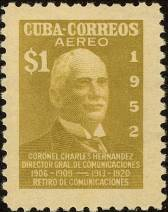 CUBA-CORREOS
AEREO
$1
1952
CORONEL CHARLES HERNANDEZ
DIRECTOR GRAL. DE COMUNICACIONES
1906-1909 — 1913-1920
RETIRO DE COMUNICACIONES